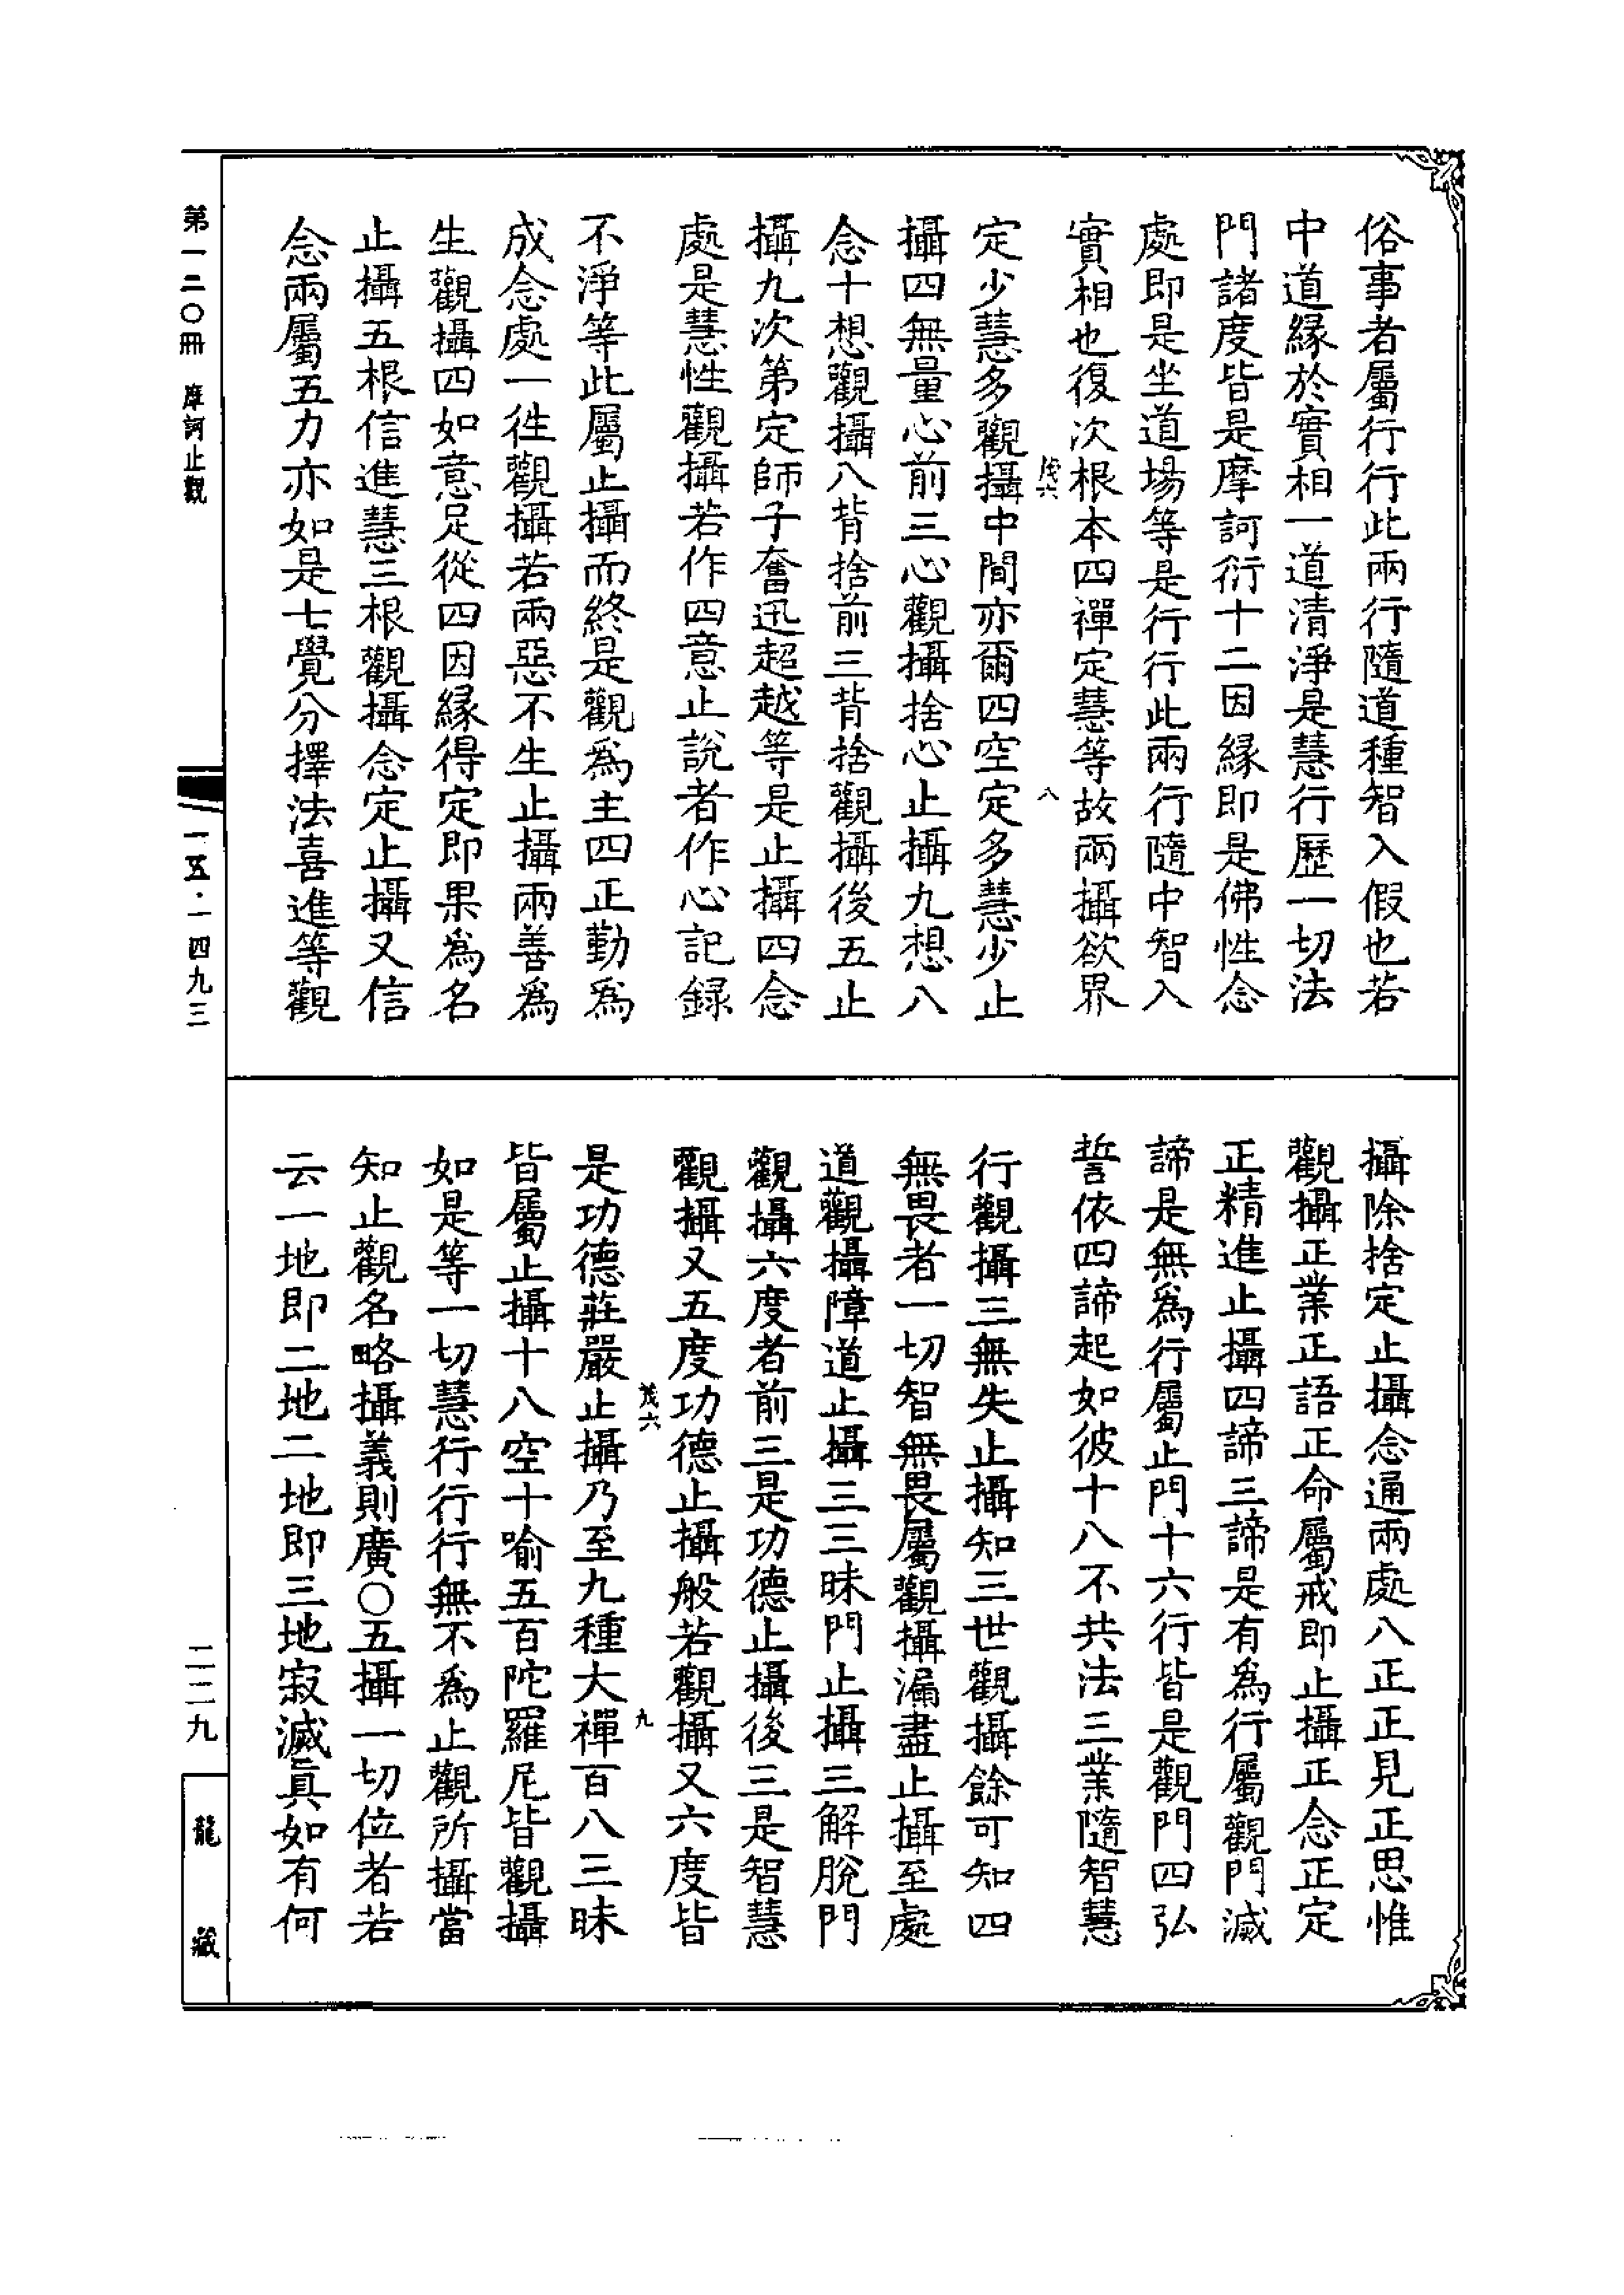 俗事者屬行行此兩行隨道種智入假也若
中道緣於實相一道清淨是慧行歷一切法
門諸度皆是摩訶衍十二因緣即是佛性念
處即是坐道場等是行行此兩行隨中智入
實相也復次根本四禪定慧等故兩攝欲界
茂六 八
定少慧多觀攝中間亦爾四空定多慧少止
攝四無量心前三心觀攝捨心止攝九想八
念十想觀攝八背捨前三背捨觀攝後五止
攝九次第定師子奮迅超越等是止攝四念
處是慧性觀攝若作四意止說者作心記録
不淨等此屬止攝而終是觀爲主四正勤爲
成念處一徃觀攝若兩惡不生止攝兩善爲
生觀攝四如意足從四因緣得定即果爲名
止攝五根信進慧三根觀攝念定止攝又信
念兩屬五力亦如是七覺分擇法喜進等觀
攝除捨定止攝念通兩處八正正見正思惟
觀攝正業正語正命屬戒即止攝正念正定
正精進止攝四諦三諦是有爲行屬觀門滅
諦是無爲行屬止門十六行皆是觀門四弘
誓依四諦起如彼十八不共法三業隨智慧
行觀攝三無失止攝知三世觀攝餘可知四
無畏者一切智無畏屬觀攝漏盡止攝至處
道觀攝障道止攝三三昧門止攝三解脫門
觀攝六度者前三是功德止攝後三是智慧
觀攝又五度功德止攝般若觀攝又六度皆
茂六 九
是功德莊嚴止攝乃至九種大禪百八三昧
皆屬止攝十八空十喻五百陀羅尼皆觀攝
如是等一切慧行行行無不爲止觀所攝當
知止觀名略攝義則廣○五攝一切位者若
云一地即二地二地即三地寂滅真如有何
第一二〇冊 摩訶止觀
一五·一四九三
二二九
龍藏